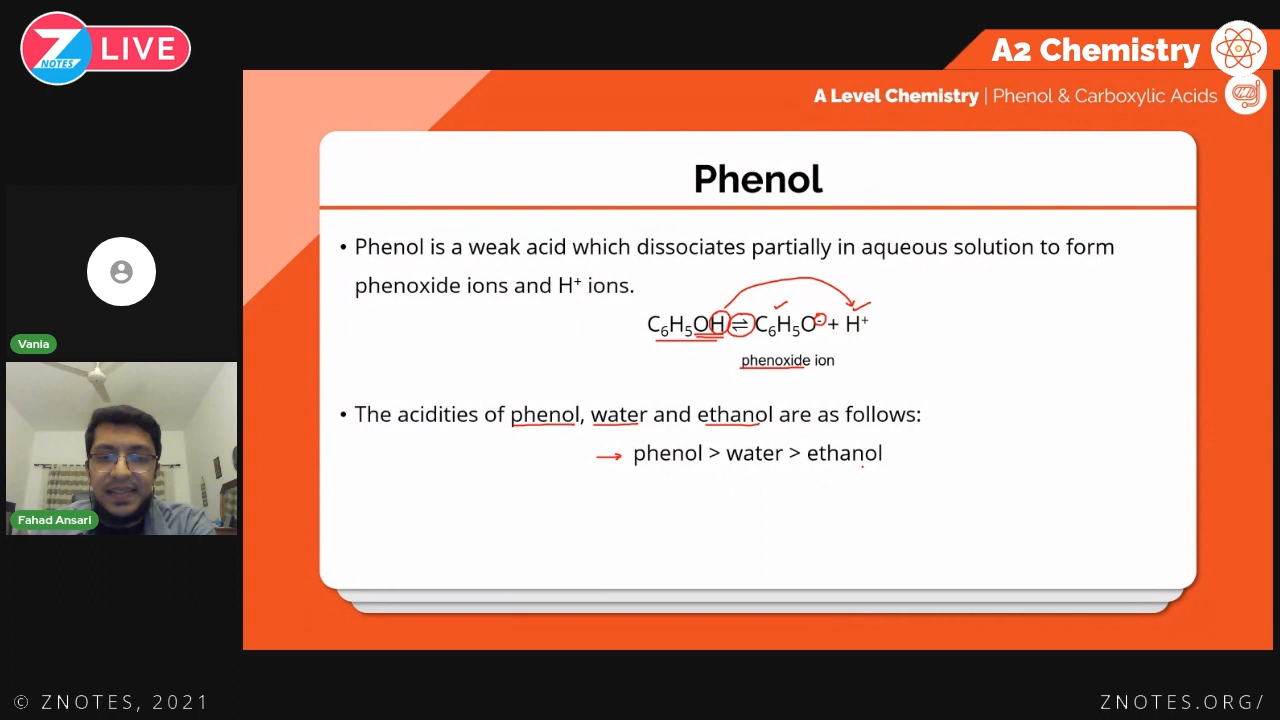 Z NOTES LIVE
A2 Chemistry
A Level Chemistry | Phenol & Carboxylic Acids
Phenol
• Phenol is a weak acid which dissociates partially in aqueous solution to form
phenoxide ions and H⁺ ions.
C₆H₅OH ⇌ C₆H₅O⁻ + H⁺
phenoxide ion
• The acidities of phenol, water and ethanol are as follows:
→ phenol > water > ethanol
Vania
Fahad Ansari
© ZNOTES, 2021
ZNOTES.ORG/